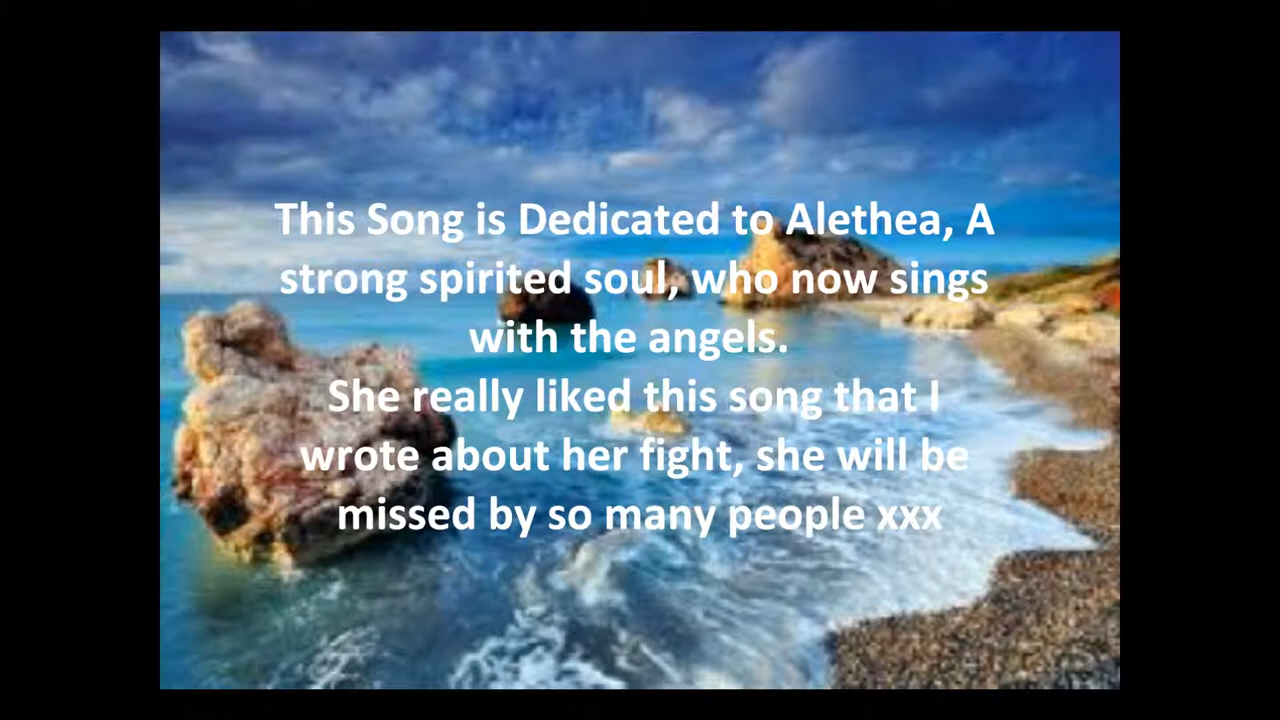 This Song is Dedicated to Alethea, A
strong spirited soul, who now sings
with the angels.
She really liked this song that I
wrote about her fight, she will be
missed by so many people xxx